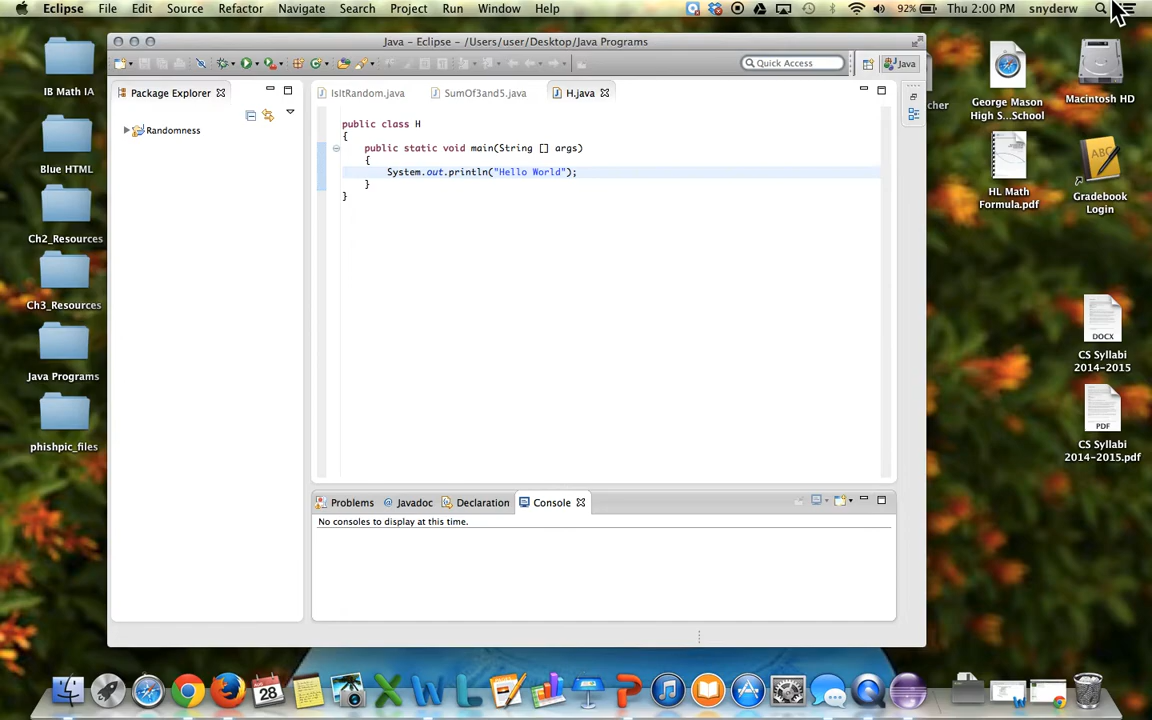 Eclipse File Edit Source Refactor Navigate Search Project Run Window Help 92% Thu 2:00 PM snyderw
Java - Eclipse - /Users/user/Desktop/Java Programs
Quick Access
Java
Package Explorer
IsItRandom.java
SumOf3and5.java
H.java
Randomness
public class H
{
public static void main(String [] args)
{
System.out.println("Hello World");
}
}
Problems
Javadoc
Declaration
Console
No consoles to display at this time.
IB Math IA
Blue HTML
Ch2_Resources
Ch3_Resources
Java Programs
phishpic_files
cher
George Mason
High S...School
Macintosh HD
HL Math
Formula.pdf
Gradebook
Login
DOCX
CS Syllabi
2014-2015
PDF
CS Syllabi
2014-2015.pdf
28